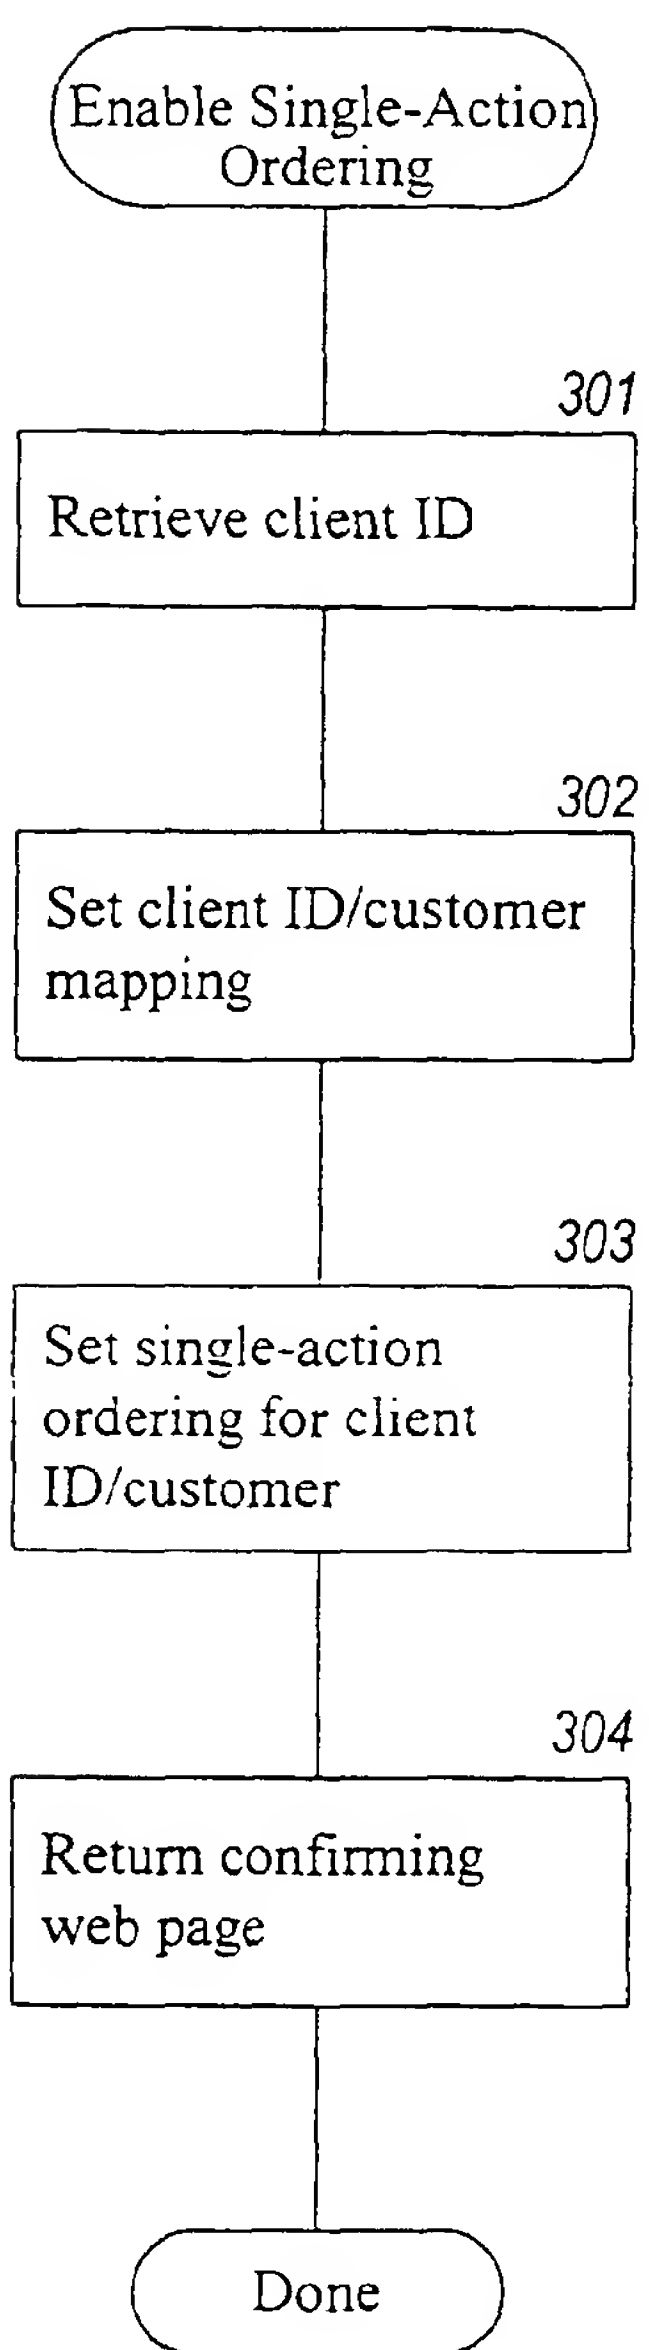 Enable Single-Action
Ordering
301
Retrieve client ID
302
Set client ID/customer
mapping
303
Set single-action
ordering for client
ID/customer
304
Return confirming
web page
Done